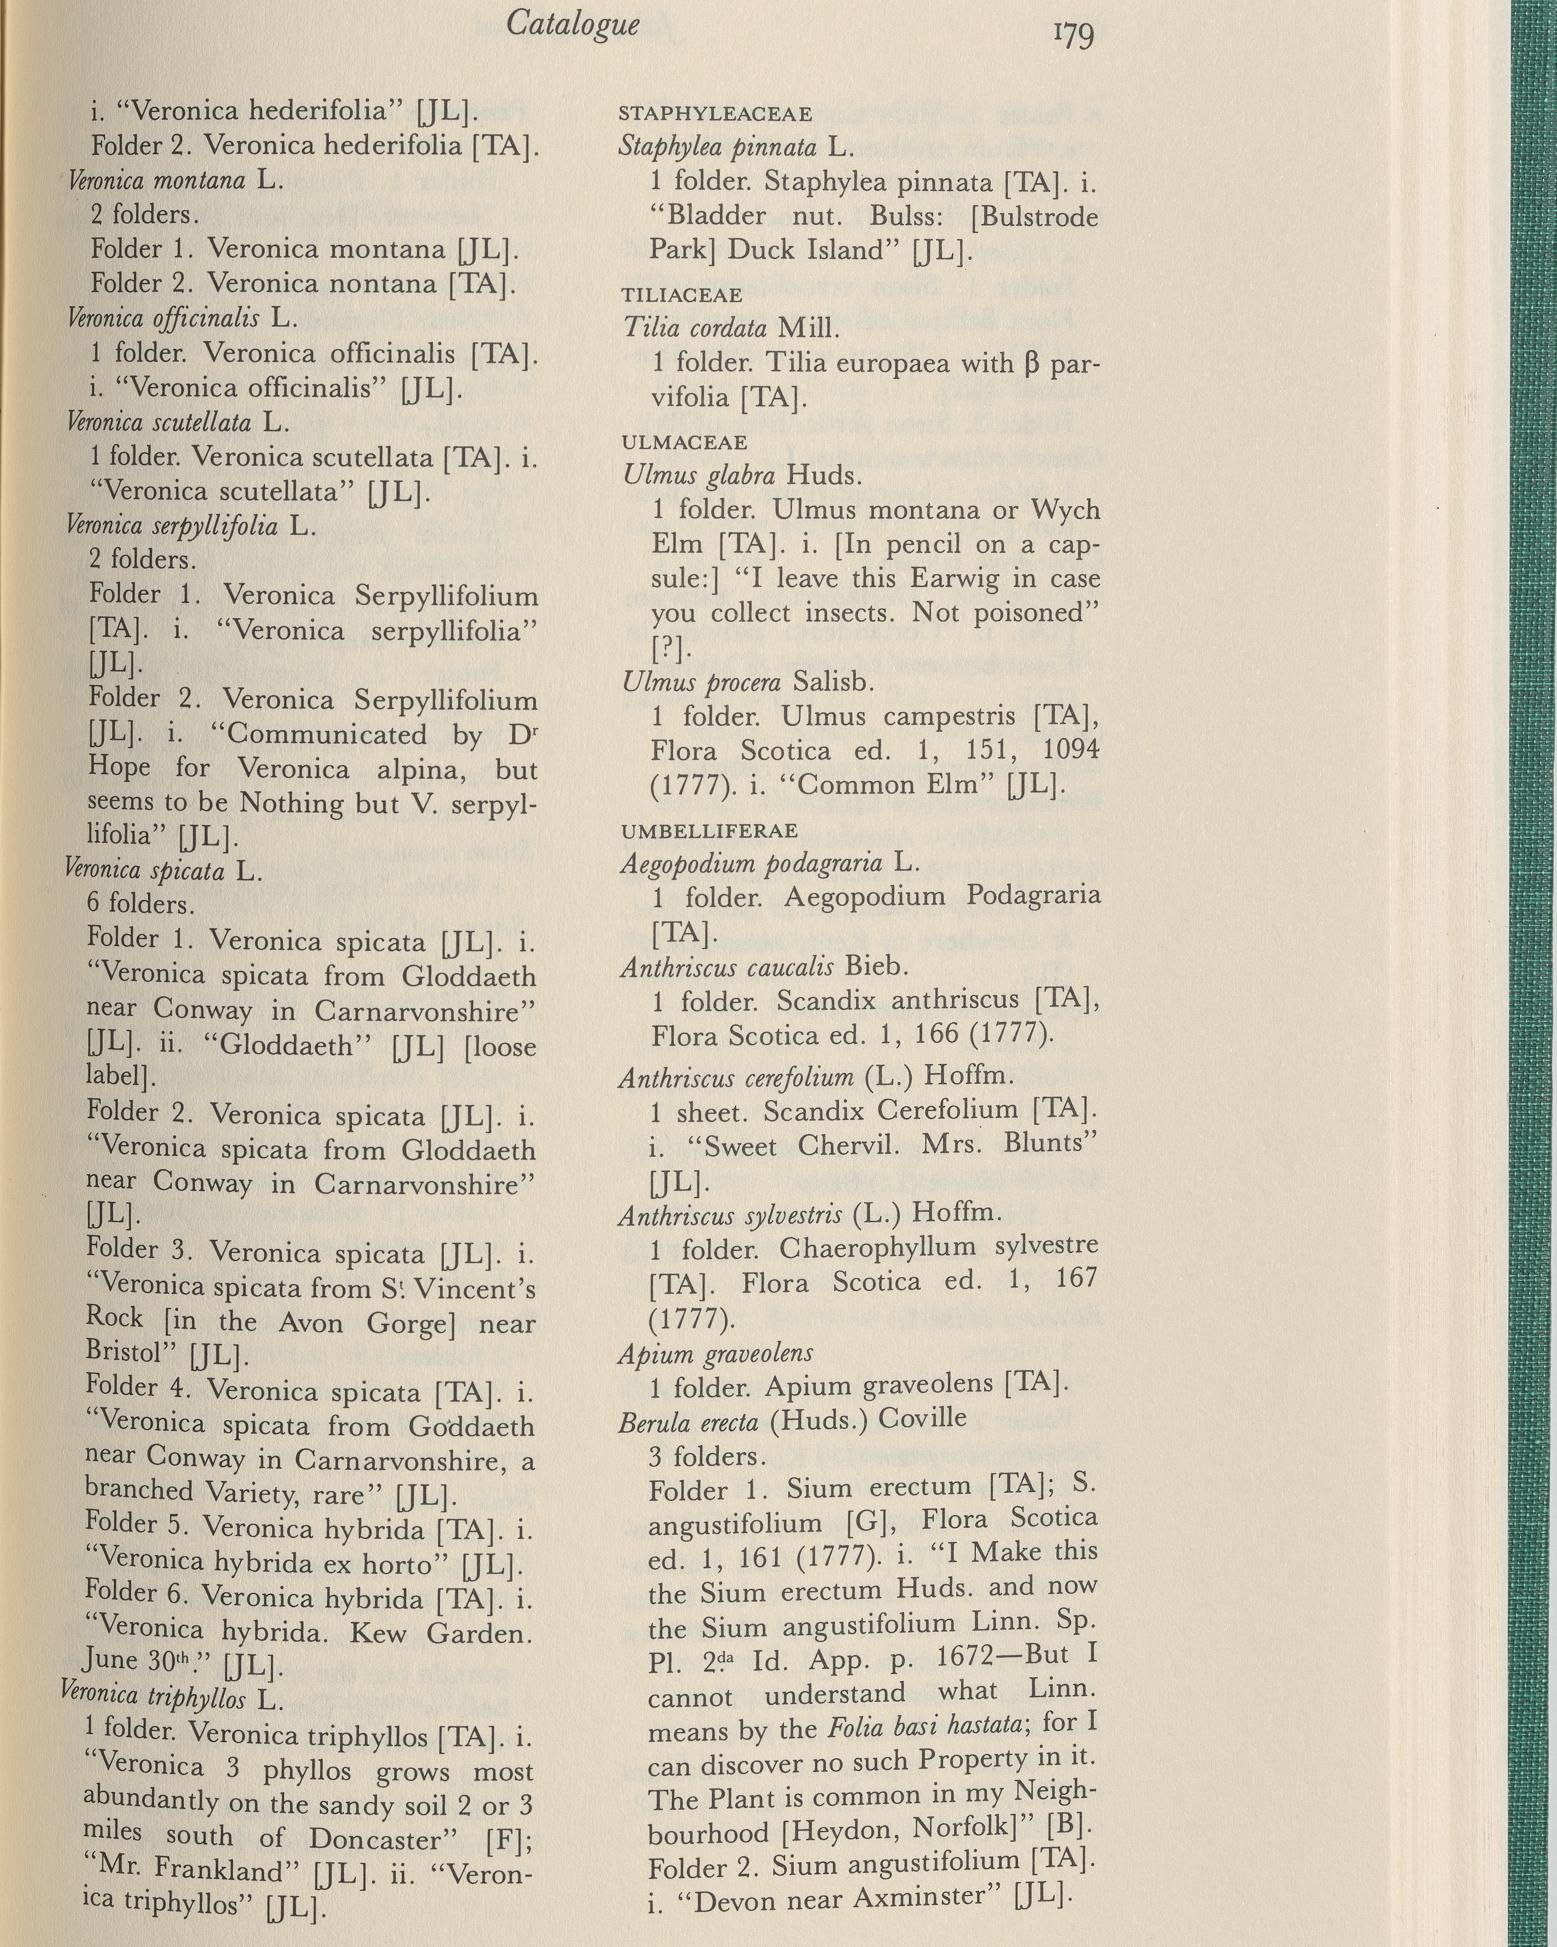 Catalogue
179
i. “Veronica hederifolia” [JL].
Folder 2. Veronica hederifolia [TA].
Veronica montana L.
2 folders.
Folder 1. Veronica montana [JL].
Folder 2. Veronica nontana [TA].
Veronica officinalis L.
1 folder. Veronica officinalis [TA].
i. “Veronica officinalis” [JL].
Veronica scutellata L.
1 folder. Veronica scutellata [TA]. i.
“Veronica scutellata” [JL].
Veronica serpyllifolia L.
2 folders.
Folder 1. Veronica Serpyllifolium
[TA]. i. “Veronica serpyllifolia”
[JL].
Folder 2. Veronica Serpyllifolium
[JL]. i. “Communicated by Dr
Hope for Veronica alpina, but
seems to be Nothing but V. serpyl-
lifolia” [JL].
Veronica spicata L.
6 folders.
Folder 1. Veronica spicata [JL]. i.
“Veronica spicata from Gloddaeth
near Conway in Carnarvonshire”
[JL]. ii. “Gloddaeth” [JL] [loose
label].
Folder 2. Veronica spicata [JL]. i.
“Veronica spicata from Gloddaeth
near Conway in Carnarvonshire”
[JL].
Folder 3. Veronica spicata [JL]. i.
“Veronica spicata from St. Vincent’s
Rock [in the Avon Gorge] near
Bristol” [JL].
Folder 4. Veronica spicata [TA]. i.
“Veronica spicata from Goddaeth
near Conway in Carnarvonshire, a
branched Variety, rare” [JL].
Folder 5. Veronica hybrida [TA]. i.
“Veronica hybrida ex horto” [JL].
Folder 6. Veronica hybrida [TA]. i.
“Veronica hybrida. Kew Garden.
June 30th.” [JL].
Veronica triphyllos L.
1 folder. Veronica triphyllos [TA]. i.
“Veronica 3 phyllos grows most
abundantly on the sandy soil 2 or 3
miles south of Doncaster” [F];
“Mr. Frankland” [JL]. ii. “Veron-
ica triphyllos” [JL].
STAPHYLEACEAE
Staphylea pinnata L.
1 folder. Staphylea pinnata [TA]. i.
“Bladder nut. Bulss: [Bulstrode
Park] Duck Island” [JL].
TILIACEAE
Tilia cordata Mill.
1 folder. Tilia europaea with β par-
vifolia [TA].
ULMACEAE
Ulmus glabra Huds.
1 folder. Ulmus montana or Wych
Elm [TA]. i. [In pencil on a cap-
sule:] “I leave this Earwig in case
you collect insects. Not poisoned”
[?].
Ulmus procera Salisb.
1 folder. Ulmus campestris [TA],
Flora Scotica ed. 1, 151, 1094
(1777). i. “Common Elm” [JL].
UMBELLIFERAE
Aegopodium podagraria L.
1 folder. Aegopodium Podagraria
[TA].
Anthriscus caucalis Bieb.
1 folder. Scandix anthriscus [TA],
Flora Scotica ed. 1, 166 (1777).
Anthriscus cerefolium (L.) Hoffm.
1 sheet. Scandix Cerefolium [TA].
i. “Sweet Chervil. Mrs. Blunts”
[JL].
Anthriscus sylvestris (L.) Hoffm.
1 folder. Chaerophyllum sylvestre
[TA]. Flora Scotica ed. 1, 167
(1777).
Apium graveolens
1 folder. Apium graveolens [TA].
Berula erecta (Huds.) Coville
3 folders.
Folder 1. Sium erectum [TA]; S.
angustifolium [G], Flora Scotica
ed. 1, 161 (1777). i. “I Make this
the Sium erectum Huds. and now
the Sium angustifolium Linn. Sp.
Pl. 2da. Id. App. p. 1672—But I
cannot understand what Linn.
means by the Folia basi hastata; for I
can discover no such Property in it.
The Plant is common in my Neigh-
bourhood [Heydon, Norfolk]” [B].
Folder 2. Sium angustifolium [TA].
i. “Devon near Axminster” [JL].